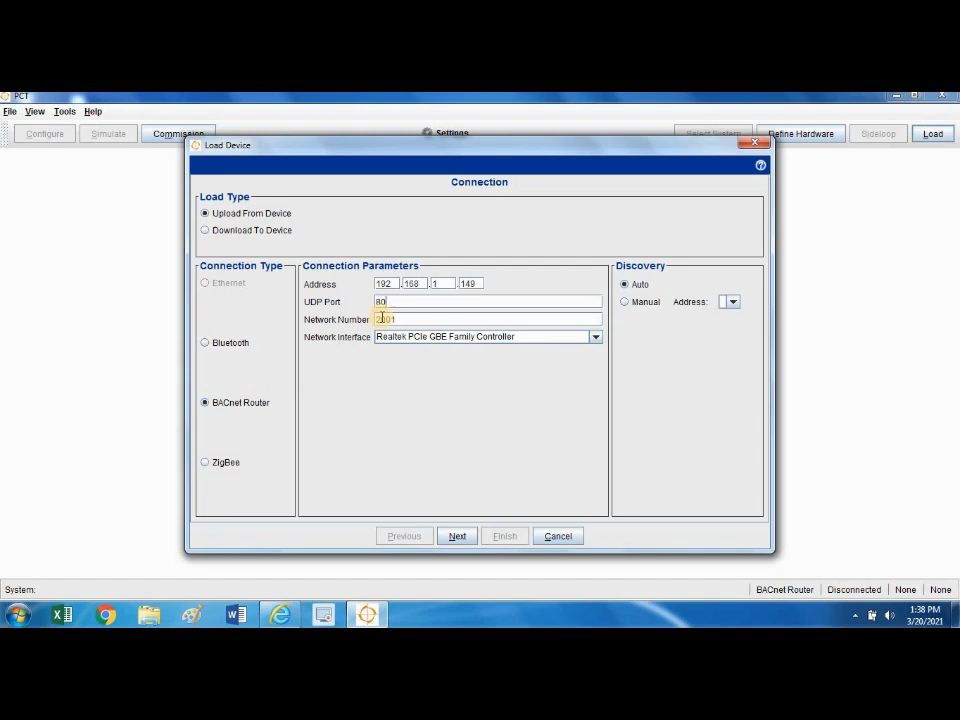 PCT
File View Tools Help
Configure Simulate Commission Settings Select System Define Hardware Sideloop Load
Load Device
Connection
Load Type
Upload From Device
Download To Device
Connection Type
Ethernet
Bluetooth
BACnet Router
ZigBee
Connection Parameters
Address 192 .168 .1 .149
UDP Port 80
Network Number 2001
Network Interface Realtek PCIe GBE Family Controller
Discovery
Auto
Manual Address:
Previous Next Finish Cancel
System: BACnet Router Disconnected None None
1:38 PM
3/20/2021